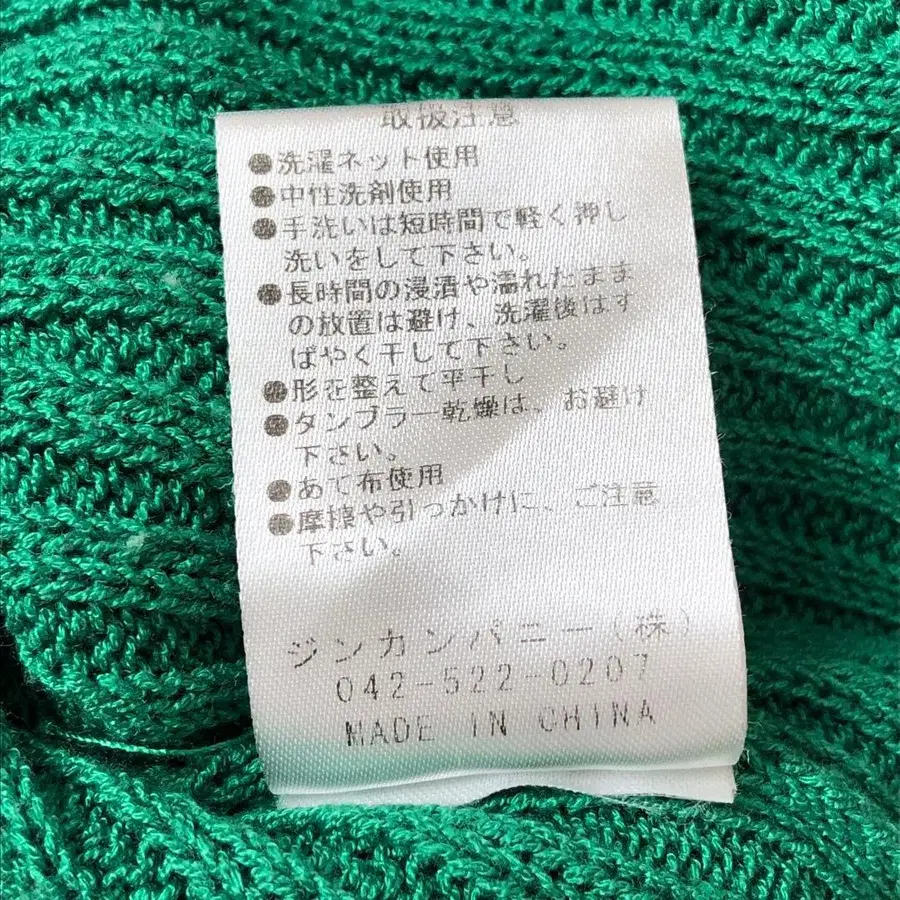 取扱注意
●洗濯ネット使用
●中性洗剤使用
●手洗いは短時間で軽く押し
洗いをして下さい。
●長時間の浸漬や濡れたまま
の放置は避け、洗濯後はす
ばやく干して下さい。
●形を整えて平干し
●タンブラー乾燥は、お避け
下さい。
●あて布使用
●摩擦や引っかけに、ご注意
下さい。
ジンカンパニー(株)
042-522-0207
MADE IN CHINA